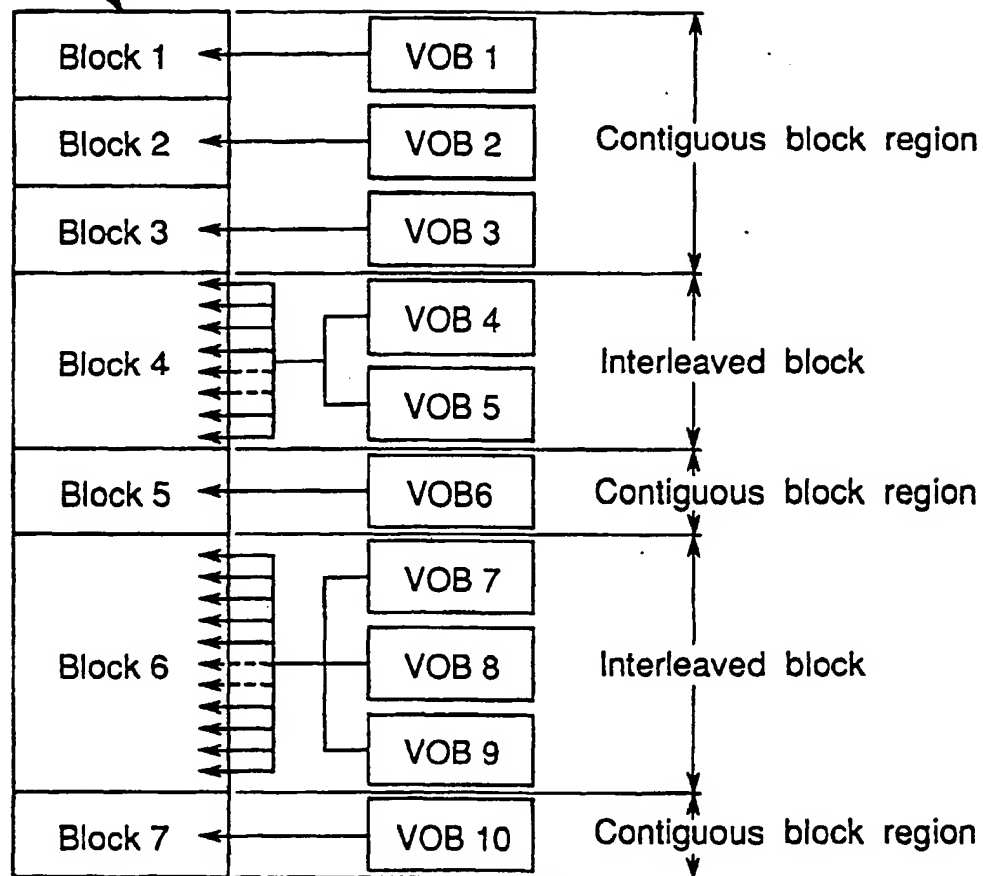 Block 1
VOB 1
Block 2
VOB 2
Contiguous block region
Block 3
VOB 3
VOB 4
Block 4
Interleaved block
VOB 5
Block 5
VOB6
Contiguous block region
VOB 7
Block 6
VOB 8
Interleaved block
VOB 9
Block 7
VOB 10
Contiguous block region